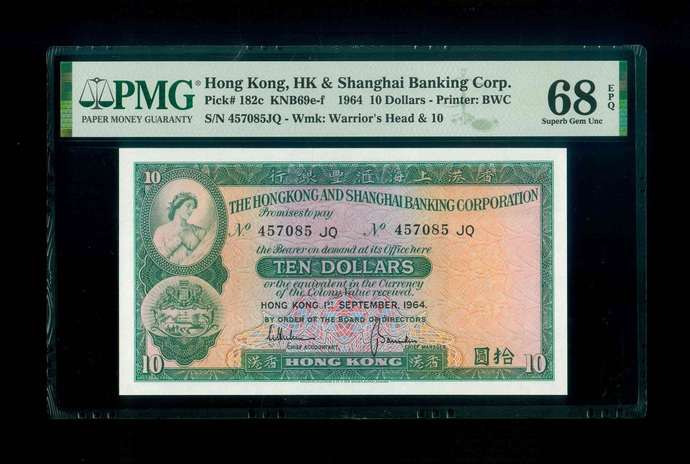 PMG®
PAPER MONEY GUARANTY
Hong Kong, HK & Shanghai Banking Corp.
Pick# 182c KNB69e-f 1964 10 Dollars - Printer: BWC
S/N 457085JQ - Wmk: Warrior's Head & 10
68 EPQ
Superb Gem Unc
10
香港上海滙豐銀行
10
THE HONGKONG AND SHANGHAI BANKING CORPORATION
Promises to pay
Nº 457085 JQ Nº 457085 JQ
the Bearer on demand at its Office here
TEN DOLLARS
or the equivalent in the Currency
of the Colony, Value received.
HONG KONG 1ST SEPTEMBER, 1964.
BY ORDER OF THE BOARD OF DIRECTORS
CHIEF ACCOUNTANT CHIEF MANAGER
10 香港 HONG KONG 香港 拾圓 10